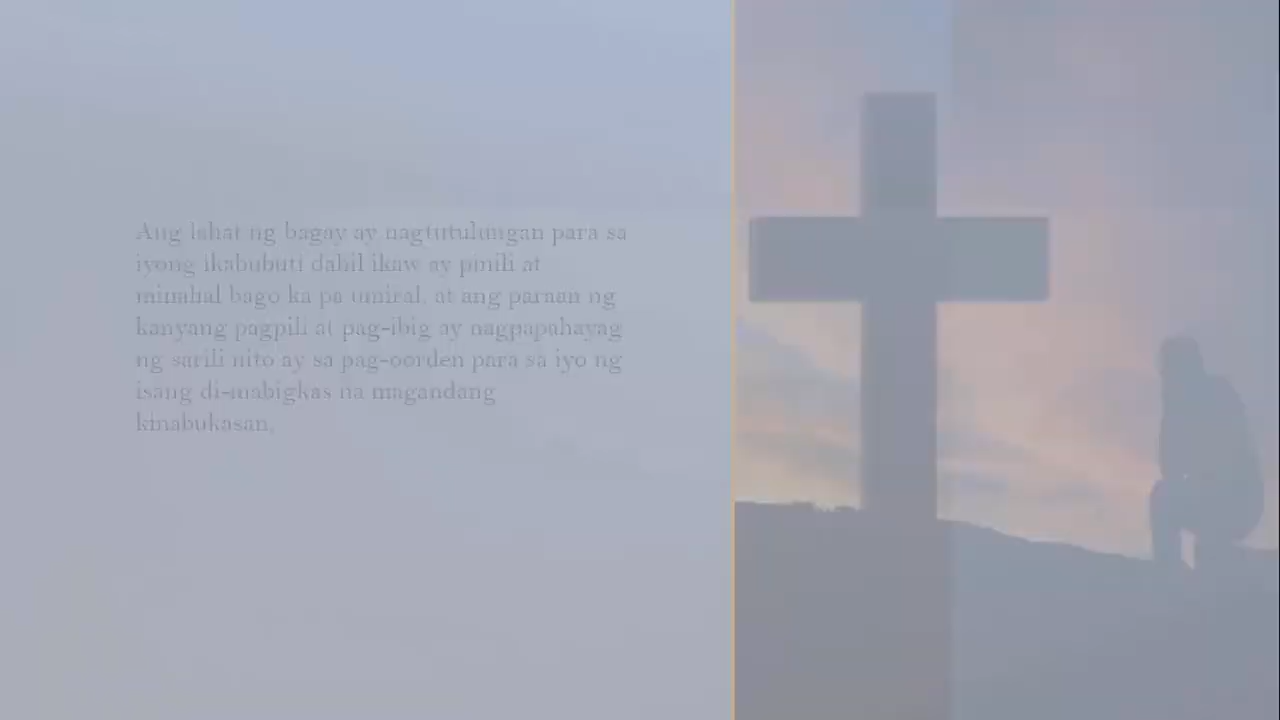 Ang lahat ng bagay ay nagtutulungan para sa
iyong ikabubuti dahil ikaw ay pinili at
minahal bago ka pa umiral, at ang paraan ng
kanyang pagpili at pag-ibig ay nagpapahayag
ng sarili nito ay sa pag-oorden para sa iyo ng
isang di-mabigkas na magandang
kinabukasan.